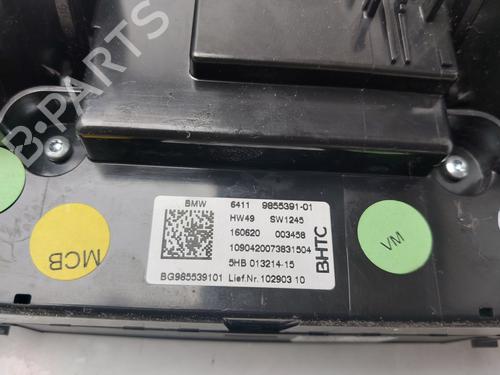 B-PARTS
BMW 6411 9855391-01
HW49 SW1245
160620 003458
1090420073831504
5HB 013214-15
BG985539101 Lief.Nr.102903 10
BHTC
MCB
VM